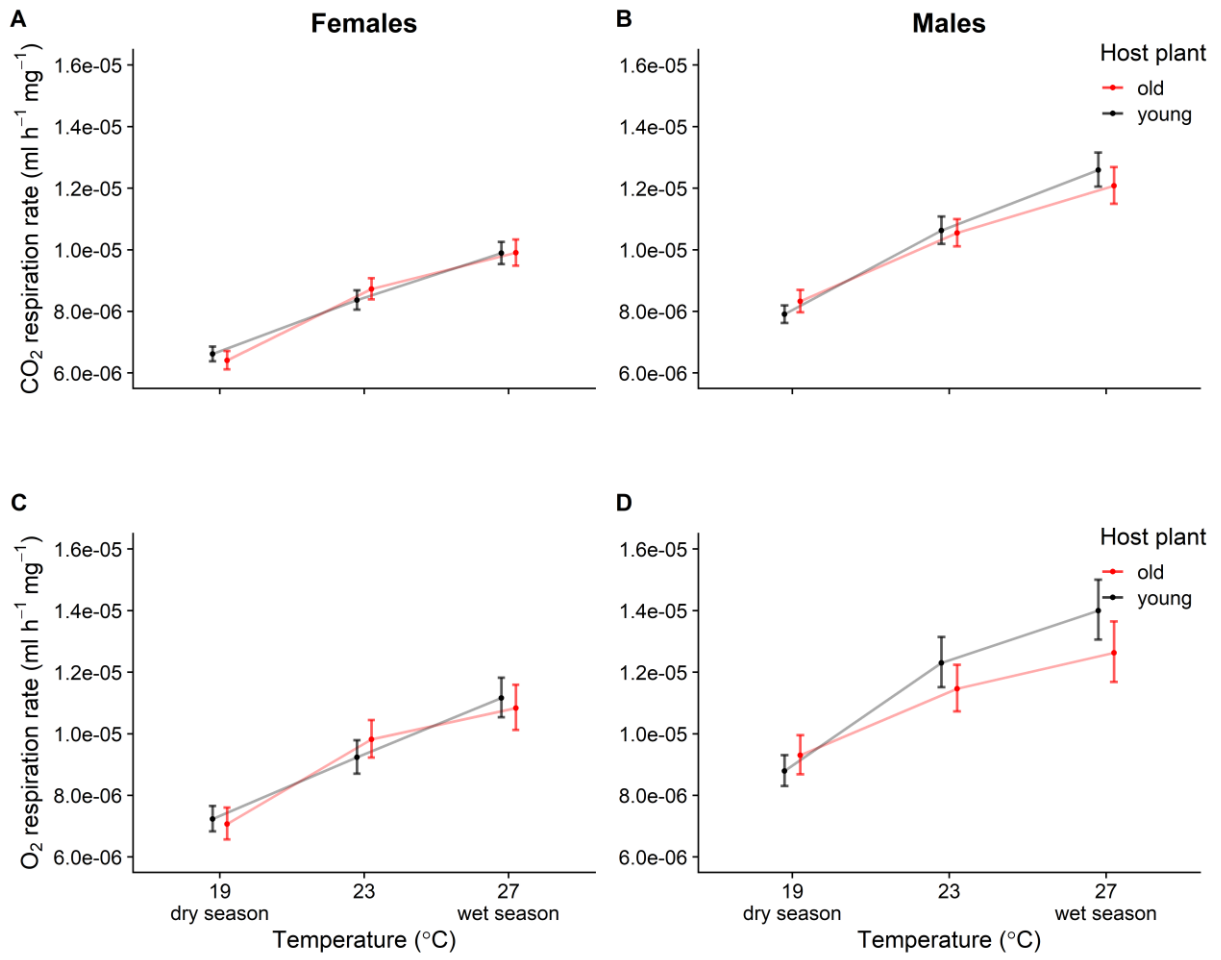 A
Females
CO₂ respiration rate (ml h⁻¹ mg⁻¹)
1.6e-05
1.4e-05
1.2e-05
1.0e-05
8.0e-06
6.0e-06
B
Males
Host plant
old
young
1.6e-05
1.4e-05
1.2e-05
1.0e-05
8.0e-06
6.0e-06
C
O₂ respiration rate (ml h⁻¹ mg⁻¹)
1.6e-05
1.4e-05
1.2e-05
1.0e-05
8.0e-06
6.0e-06
19 23 27
dry season wet season
Temperature (°C)
D
Host plant
old
young
1.6e-05
1.4e-05
1.2e-05
1.0e-05
8.0e-06
6.0e-06
19 23 27
dry season wet season
Temperature (°C)